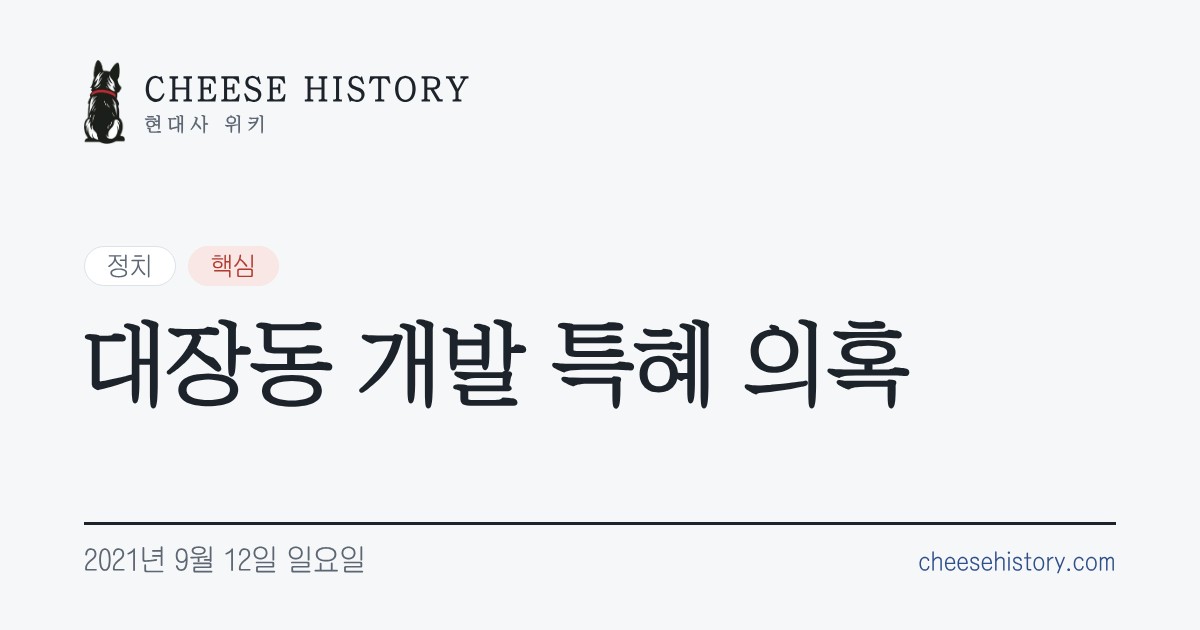 CHEESE HISTORY
현대사 위키
정치 핵심
대장동 개발 특혜 의혹
2021년 9월 12일 일요일
cheesehistory.com